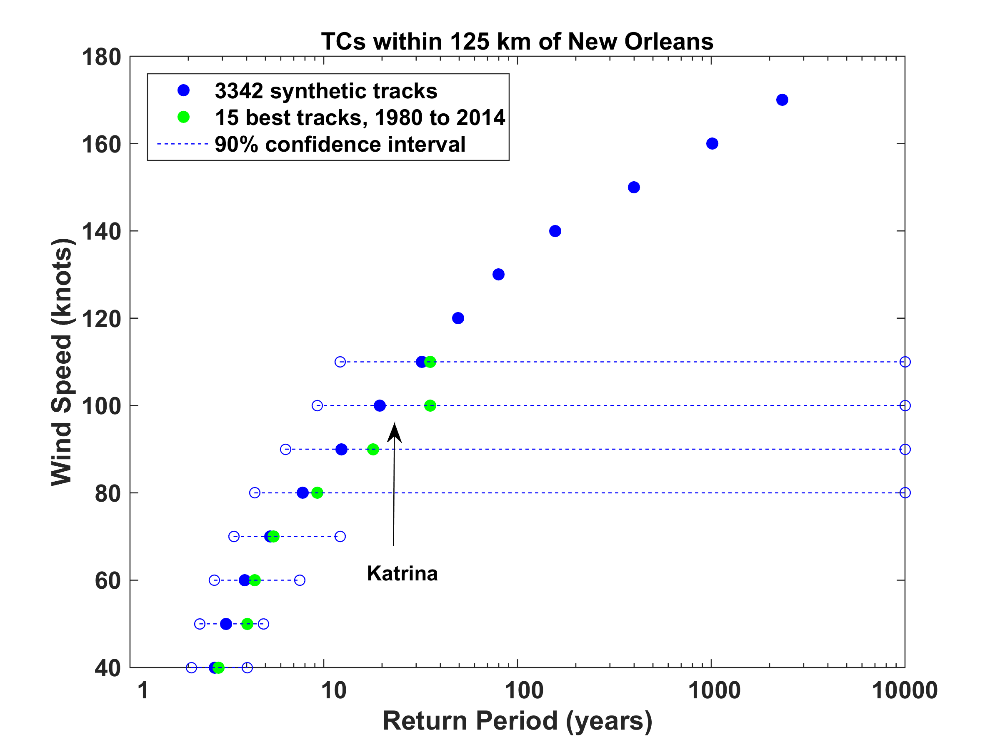 TCs within 125 km of New Orleans
180
3342 synthetic tracks
15 best tracks, 1980 to 2014
90% confidence interval
160
140
120
100
80
60
40
Wind Speed (knots)
Katrina
1 10 100 1000 10000
Return Period (years)